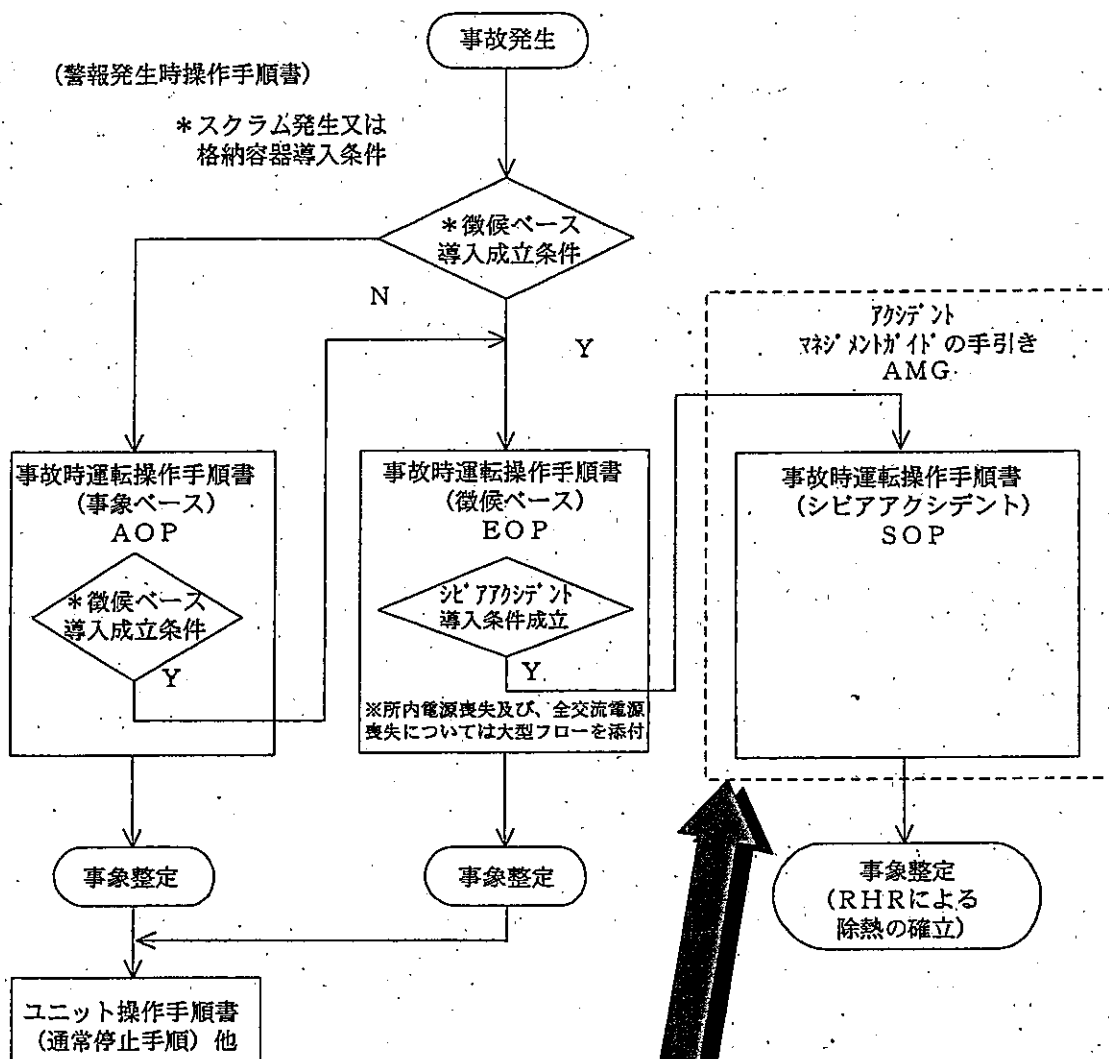 事故発生
(警報発生時操作手順書)
*スクラム発生又は
格納容器導入条件
*徴候ベース
導入成立条件
N
Y
アクシデント
マネジメントガイドの手引き
AMG
事故時運転操作手順書
(事象ベース)
AOP
*徴候ベース
導入成立条件
Y
事故時運転操作手順書
(徴候ベース)
EOP
シビアアクシデント
導入条件成立
Y
※所内電源喪失及び、全交流電源
喪失については大型フローを添付
事故時運転操作手順書
(シビアアクシデント)
SOP
事象整定
事象整定
事象整定
(RHRによる
除熱の確立)
ユニット操作手順書
(通常停止手順)他